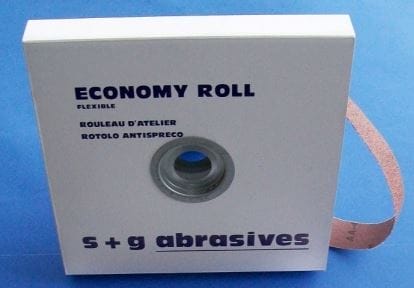 ECONOMY ROLL
FLEXIBLE
ROULEAU D'ATELIER
ROTOLO ANTISPRECO
s + g abrasives